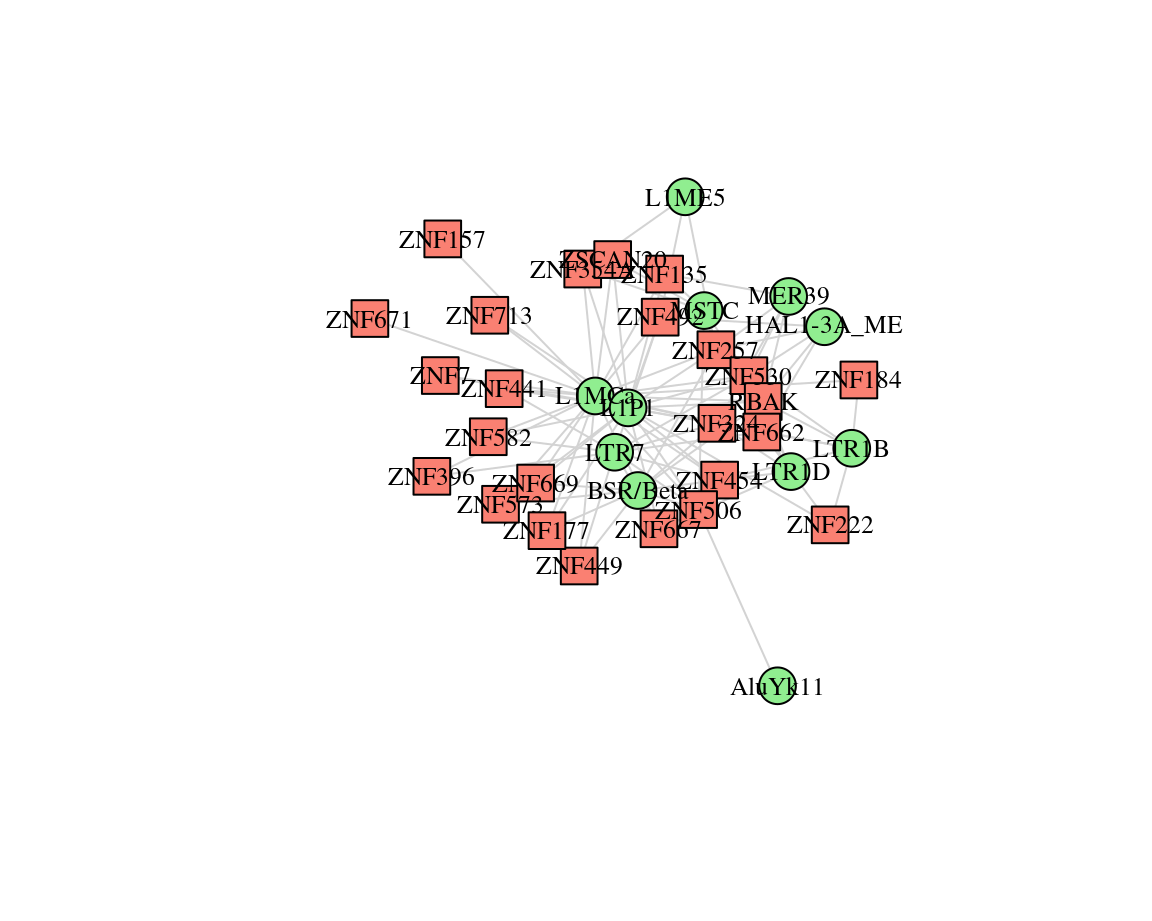 L1ME5
ZNF157
ZSCAN20
ZNF354A
ZNF135
MER39
ZNF671
ZNF713
ZNF492
MSTC
HAL1-3A_ME
ZNF257
ZNF7
ZNF441
ZNF530
ZNF184
L1MCa
L1P1
RBAK
ZNF324
ZNF662
ZNF582
LTR7
LTR1B
ZNF396
ZNF669
BSR/Beta
ZNF454
LTR1D
ZNF573
ZNF506
ZNF177
ZNF667
ZNF222
ZNF449
AluYk11